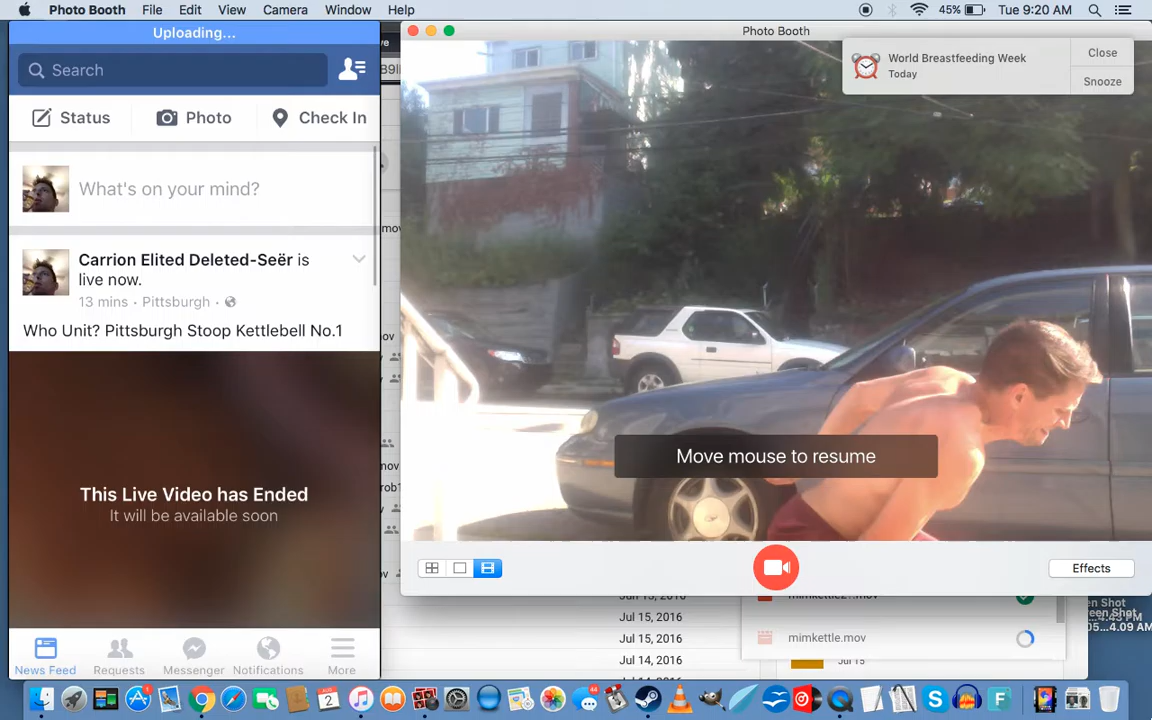 Photo Booth File Edit View Camera Window Help
45% Tue 9:20 AM
Uploading...
Search
Status Photo Check In
What's on your mind?
Carrion Elited Deleted-Seër is
live now.
13 mins · Pittsburgh ·
Who Unit? Pittsburgh Stoop Kettlebell No.1
This Live Video has Ended
It will be available soon
News Feed Requests Messenger Notifications More
Photo Booth
World Breastfeeding Week
Today
Close
Snooze
Move mouse to resume
Effects
Jul 15, 2016
Jul 15, 2016
Jul 14, 2016
mimkettle.mov
Jul 15